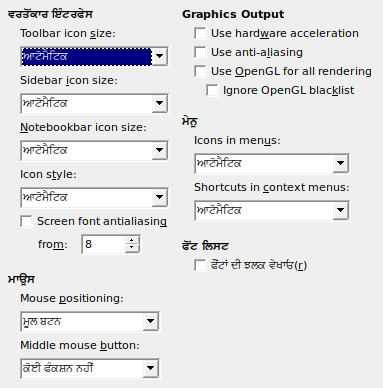 ਵਰਤੋਂਕਾਰ ਇੰਟਰਫੇਸ
Toolbar icon size:
ਆਟੋਮੈਟਿਕ
Sidebar icon size:
ਆਟੋਮੈਟਿਕ
Notebookbar icon size:
ਆਟੋਮੈਟਿਕ
Icon style:
ਆਟੋਮੈਟਿਕ
Screen font antialiasing
from: 8
ਮਾਊਸ
Mouse positioning:
ਮੂਲ ਬਟਨ
Middle mouse button:
ਕੋਈ ਫੰਕਸ਼ਨ ਨਹੀਂ
Graphics Output
Use hardware acceleration
Use anti-aliasing
Use OpenGL for all rendering
Ignore OpenGL blacklist
ਮੇਨੂ
Icons in menus:
ਆਟੋਮੈਟਿਕ
Shortcuts in context menus:
ਆਟੋਮੈਟਿਕ
ਫੋਂਟ ਲਿਸਟ
ਫੋਂਟਾਂ ਦੀ ਝਲਕ ਵੇਖਾਓ(r)